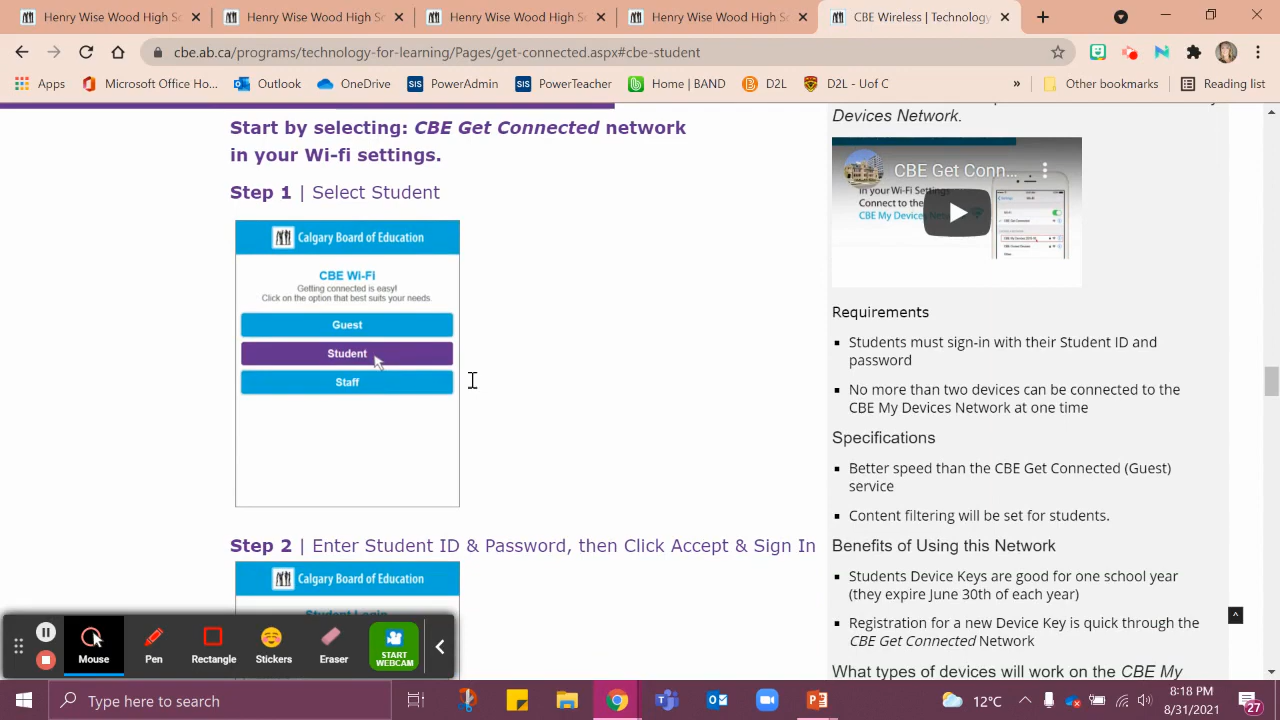 Henry Wise Wood High S
Henry Wise Wood High S
Henry Wise Wood High S
Henry Wise Wood High S
CBE Wireless | Technology
cbe.ab.ca/programs/technology-for-learning/Pages/get-connected.aspx#cbe-student
Apps
Microsoft Office Ho...
Outlook
OneDrive
SIS PowerAdmin
SIS PowerTeacher
Home | BAND
D2L
D2L - Uof C
»
Other bookmarks
Reading list
Start by selecting: CBE Get Connected network
in your Wi-fi settings.
Step 1 | Select Student
Calgary Board of Education
CBE Wi-Fi
Getting connected is easy!
Click on the option that best suits your needs.
Guest
Student
Staff
Step 2 | Enter Student ID & Password, then Click Accept & Sign In
Calgary Board of Education
Student Login
Devices Network.
CBE Get Conn...
in your Wi-Fi Settings
Connect to the
CBE My Devices Net
Requirements
▪ Students must sign-in with their Student ID and
password
▪ No more than two devices can be connected to the
CBE My Devices Network at one time
Specifications
▪ Better speed than the CBE Get Connected (Guest)
service
▪ Content filtering will be set for students.
Benefits of Using this Network
▪ Students Device Keys are good for one school year
(they expire June 30th of each year)
▪ Registration for a new Device Key is quick through the
CBE Get Connected Network
What types of devices will work on the CBE My
Mouse
Pen
Rectangle
Stickers
Eraser
START
WEBCAM
Type here to search
12°C
8:18 PM
8/31/2021
27